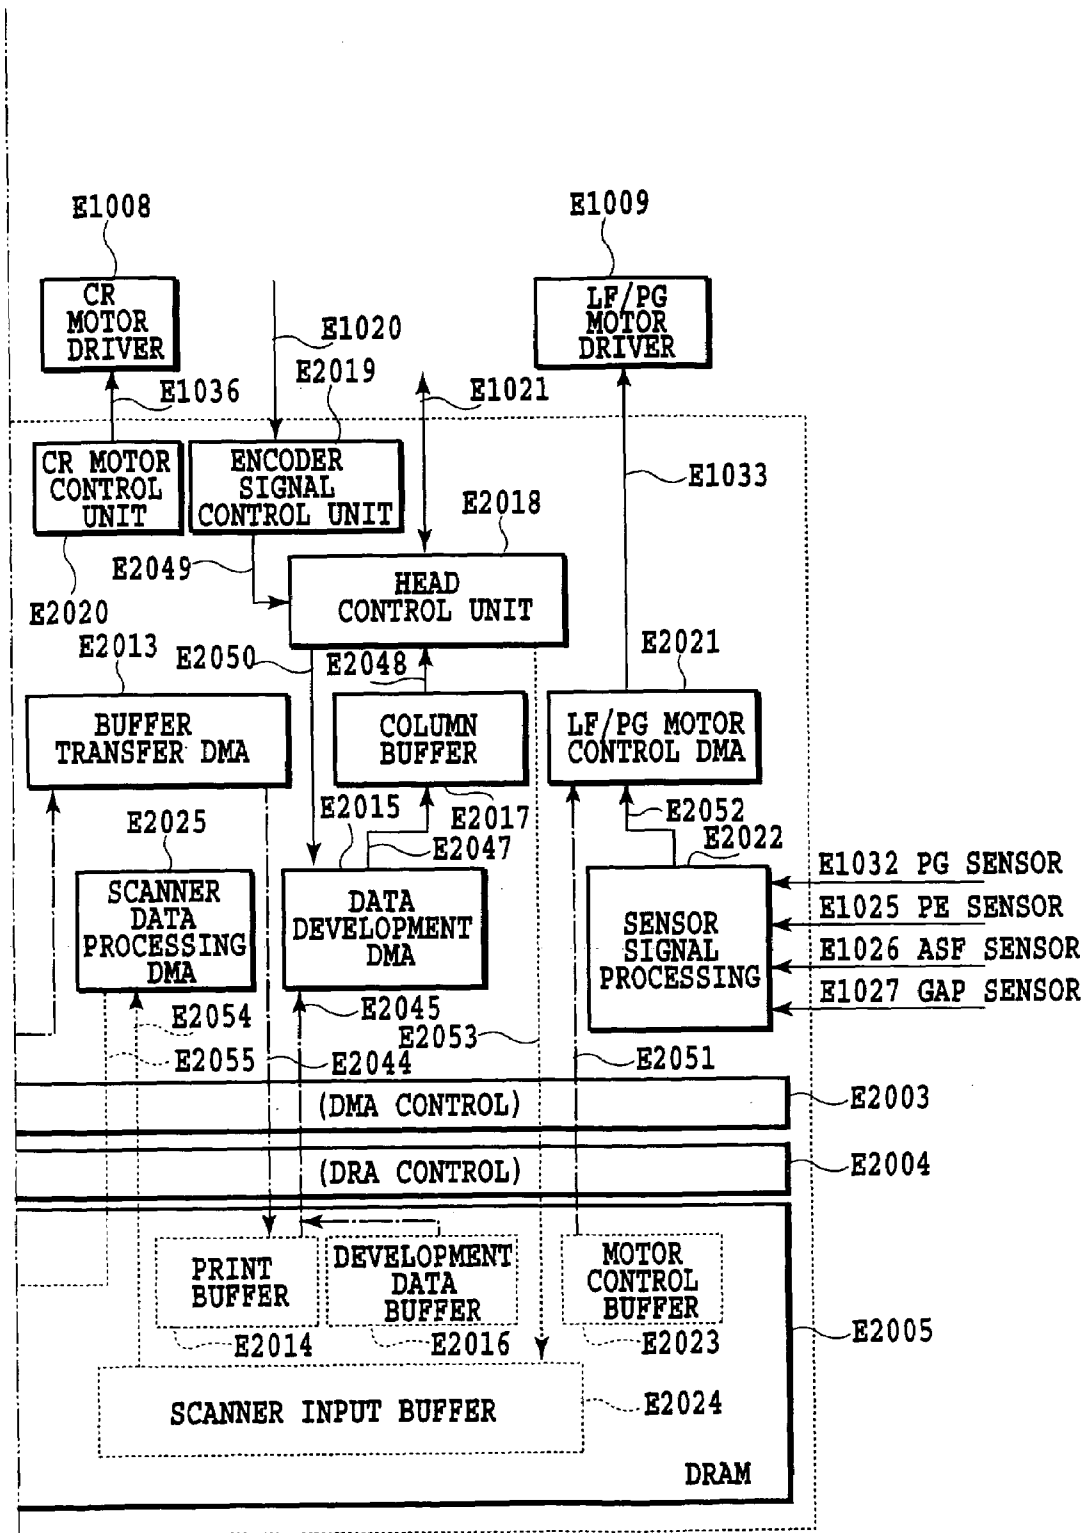 E1008
E1009
CR
MOTOR
DRIVER
LF/PG
MOTOR
DRIVER
E1020
E2019
E1036
E1021
CR MOTOR
CONTROL
UNIT
ENCODER
SIGNAL
CONTROL UNIT
E1033
E2018
E2049
HEAD
CONTROL UNIT
E2020
E2013
E2050
E2048
E2021
BUFFER
TRANSFER DMA
COLUMN
BUFFER
LF/PG MOTOR
CONTROL DMA
E2015
E2017
E2052
E2025
E2047
E2022
SCANNER
DATA
PROCESSING
DMA
DATA
DEVELOPMENT
DMA
SENSOR
SIGNAL
PROCESSING
E1032 PG SENSOR
E1025 PE SENSOR
E1026 ASF SENSOR
E1027 GAP SENSOR
E2054
E2045
E2053
E2055
E2044
E2051
(DMA CONTROL)
E2003
(DRA CONTROL)
E2004
PRINT
BUFFER
DEVELOPMENT
DATA
BUFFER
MOTOR
CONTROL
BUFFER
E2014
E2016
E2023
E2005
SCANNER INPUT BUFFER
E2024
DRAM